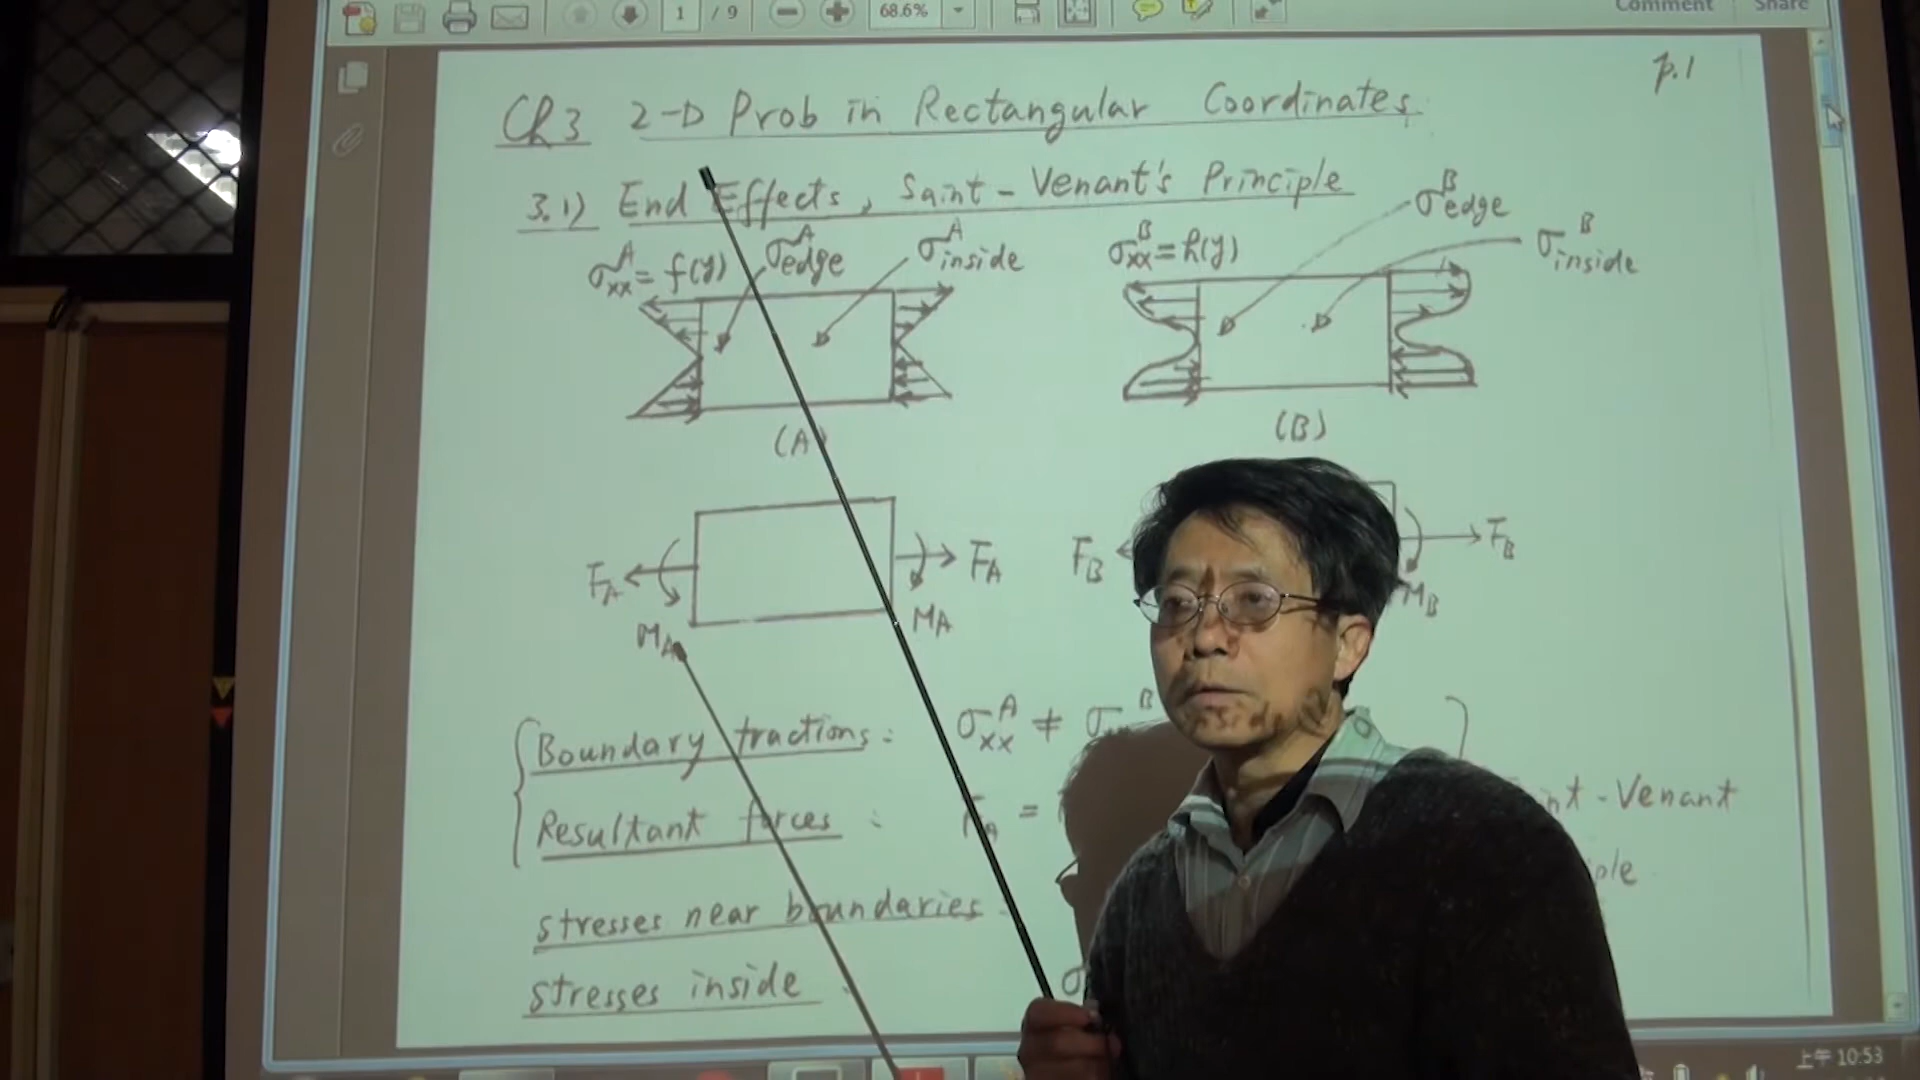 1 / 9
68.6%
Comment
Share
p.1
Ch3 2-D Prob in Rectangular Coordinates
3.1) End Effects, Saint-Venant's Principle
σ^A_xx = f(y)
σ^A_edge
σ^A_inside
σ^B_xx = h(y)
σ^B_edge
σ^B_inside
(A)
(B)
F_A
M_A
F_A
M_A
F_B
F_B
M_B
Boundary tractions: σ^A_xx ≠ σ^B
Resultant forces: F_A =
Venant
stresses near boundaries
stresses inside
上午 10:53